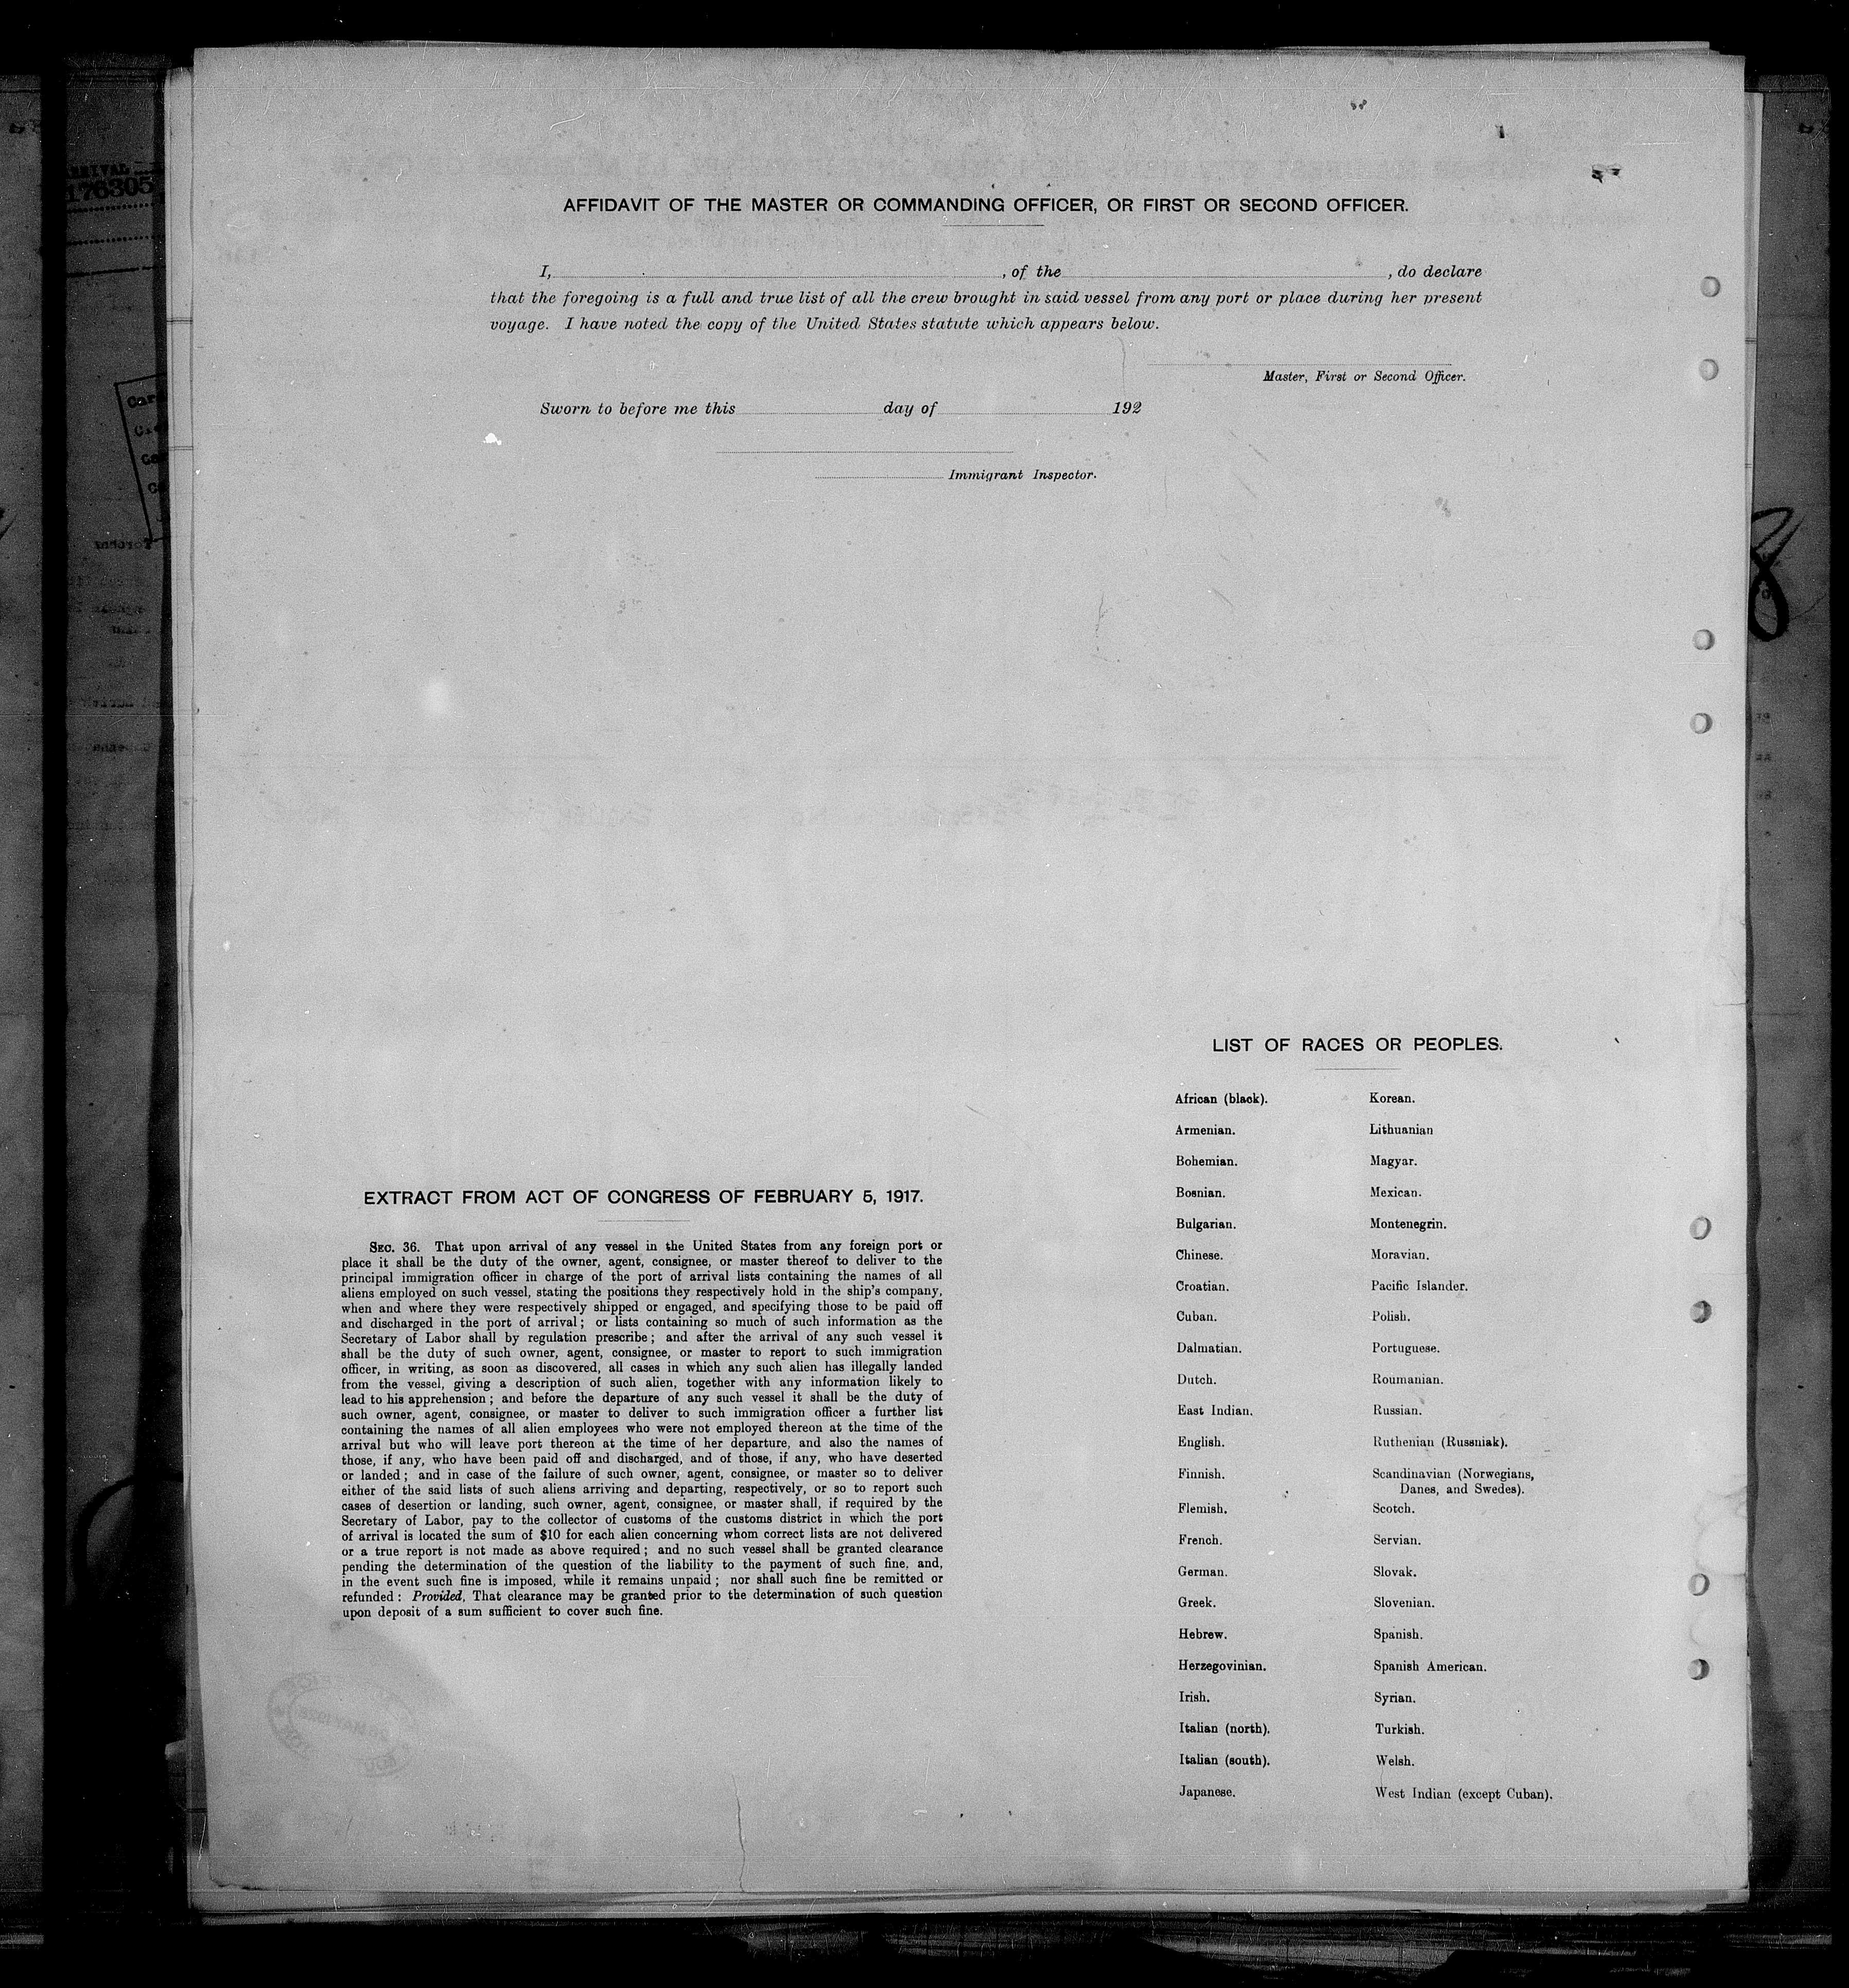 AFFIDAVIT OF THE MASTER OR COMMANDING OFFICER, OR FIRST OR SECOND OFFICER.
I, , of the , do declare
that the foregoing is a full and true list of all the crew brought in said vessel from any port or place during her present
voyage. I have noted the copy of the United States statute which appears below.
Master, First or Second Officer.
Sworn to before me this day of 192
Immigrant Inspector.
EXTRACT FROM ACT OF CONGRESS OF FEBRUARY 5, 1917.
SEC. 36. That upon arrival of any vessel in the United States from any foreign port or
place it shall be the duty of the owner, agent, consignee, or master thereof to deliver to the
principal immigration officer in charge of the port of arrival lists containing the names of all
aliens employed on such vessel, stating the positions they respectively hold in the ship's company,
when and where they were respectively shipped or engaged, and specifying those to be paid off
and discharged in the port of arrival; or lists containing so much of such information as the
Secretary of Labor shall by regulation prescribe; and after the arrival of any such vessel it
shall be the duty of such owner, agent, consignee, or master to report to such immigration
officer, in writing, as soon as discovered, all cases in which any such alien has illegally landed
from the vessel, giving a description of such alien, together with any information likely to
lead to his apprehension; and before the departure of any such vessel it shall be the duty of
such owner, agent, consignee, or master to deliver to such immigration officer a further list
containing the names of all alien employees who were not employed thereon at the time of the
arrival but who will leave port thereon at the time of her departure, and also the names of
those, if any, who have been paid off and discharged, and of those, if any, who have deserted
or landed; and in case of the failure of such owner, agent, consignee, or master so to deliver
either of the said lists of such aliens arriving and departing, respectively, or so to report such
cases of desertion or landing, such owner, agent, consignee, or master shall, if required by the
Secretary of Labor, pay to the collector of customs of the customs district in which the port
of arrival is located the sum of $10 for each alien concerning whom correct lists are not delivered
or a true report is not made as above required; and no such vessel shall be granted clearance
pending the determination of the question of the liability to the payment of such fine, and,
in the event such fine is imposed, while it remains unpaid; nor shall such fine be remitted or
refunded: Provided, That clearance may be granted prior to the determination of such question
upon deposit of a sum sufficient to cover such fine.
LIST OF RACES OR PEOPLES.
African (black).
Armenian.
Bohemian.
Bosnian.
Bulgarian.
Chinese.
Croatian.
Cuban.
Dalmatian.
Dutch.
East Indian.
English.
Finnish.
Flemish.
French.
German.
Greek.
Hebrew.
Herzegovinian.
Irish.
Italian (north).
Italian (south).
Japanese.
Korean.
Lithuanian
Magyar.
Mexican.
Montenegrin.
Moravian.
Pacific Islander.
Polish.
Portuguese.
Roumanian.
Russian.
Ruthenian (Russniak).
Scandinavian (Norwegians,
Danes, and Swedes).
Scotch.
Servian.
Slovak.
Slovenian.
Spanish.
Spanish American.
Syrian.
Turkish.
Welsh.
West Indian (except Cuban).
176305
8